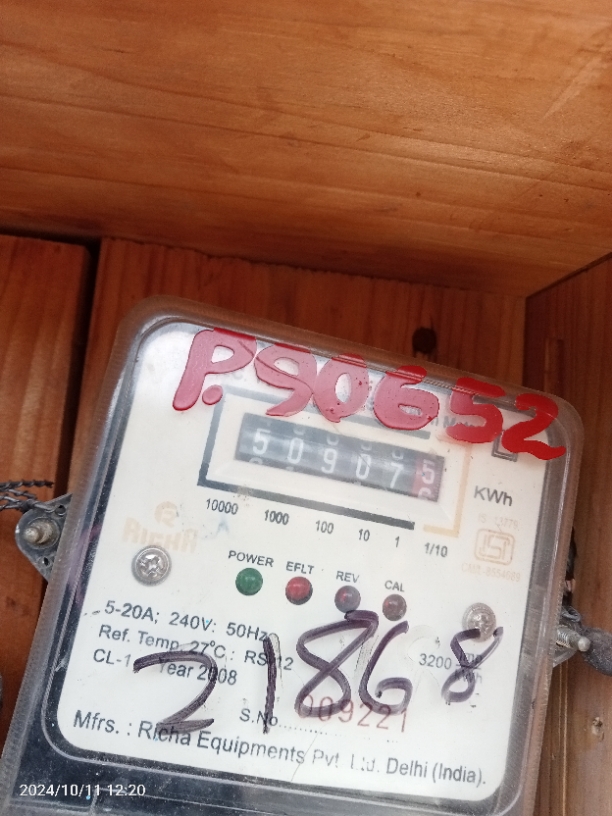 P.90652
50907
KWh
10000 1000 100 10 1 1/10
RICHA
POWER EFLT REV CAL
5-20A; 240V: 50Hz
Ref. Temp. 27°C:
3200
CL-1 Year 2008
21868
S.No. 009221
Mfrs. : Richa Equipments Pvt. Ltd. Delhi (India).
2024/10/11 12:20